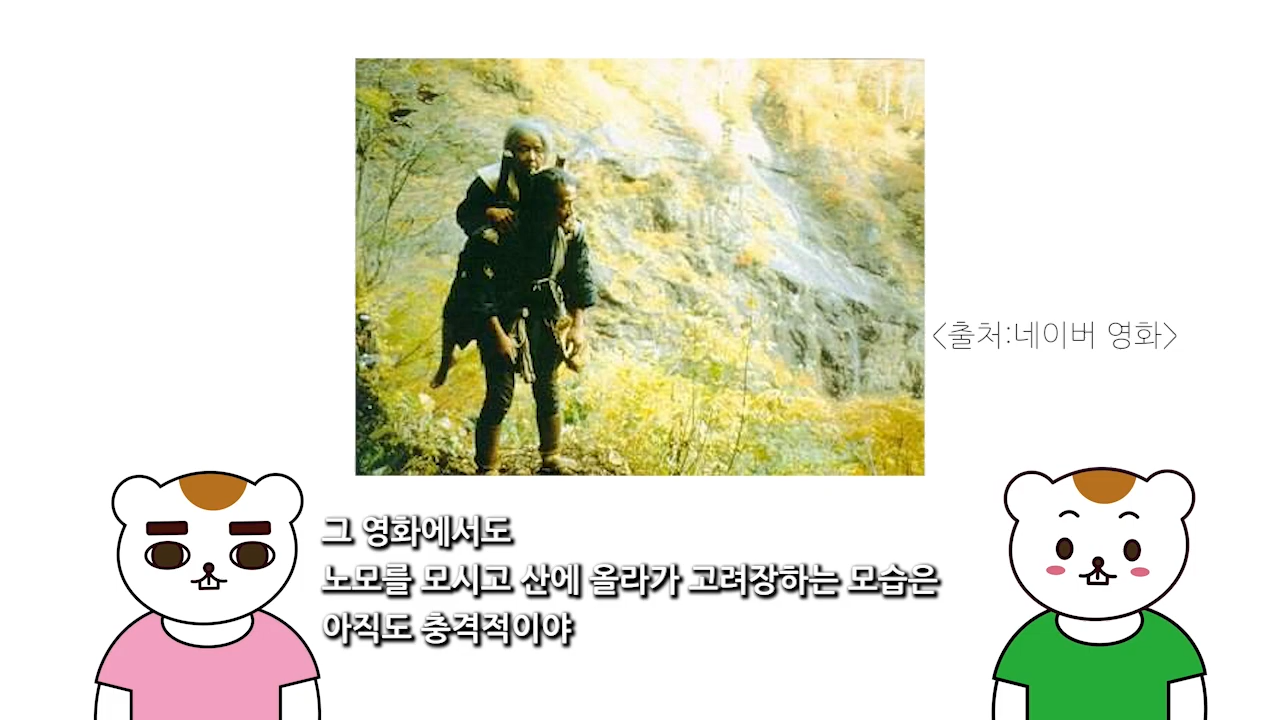 <출처:네이버 영화>
그 영화에서도
노모를 모시고 산에 올라가 고려장하는 모습은
아직도 충격적이야